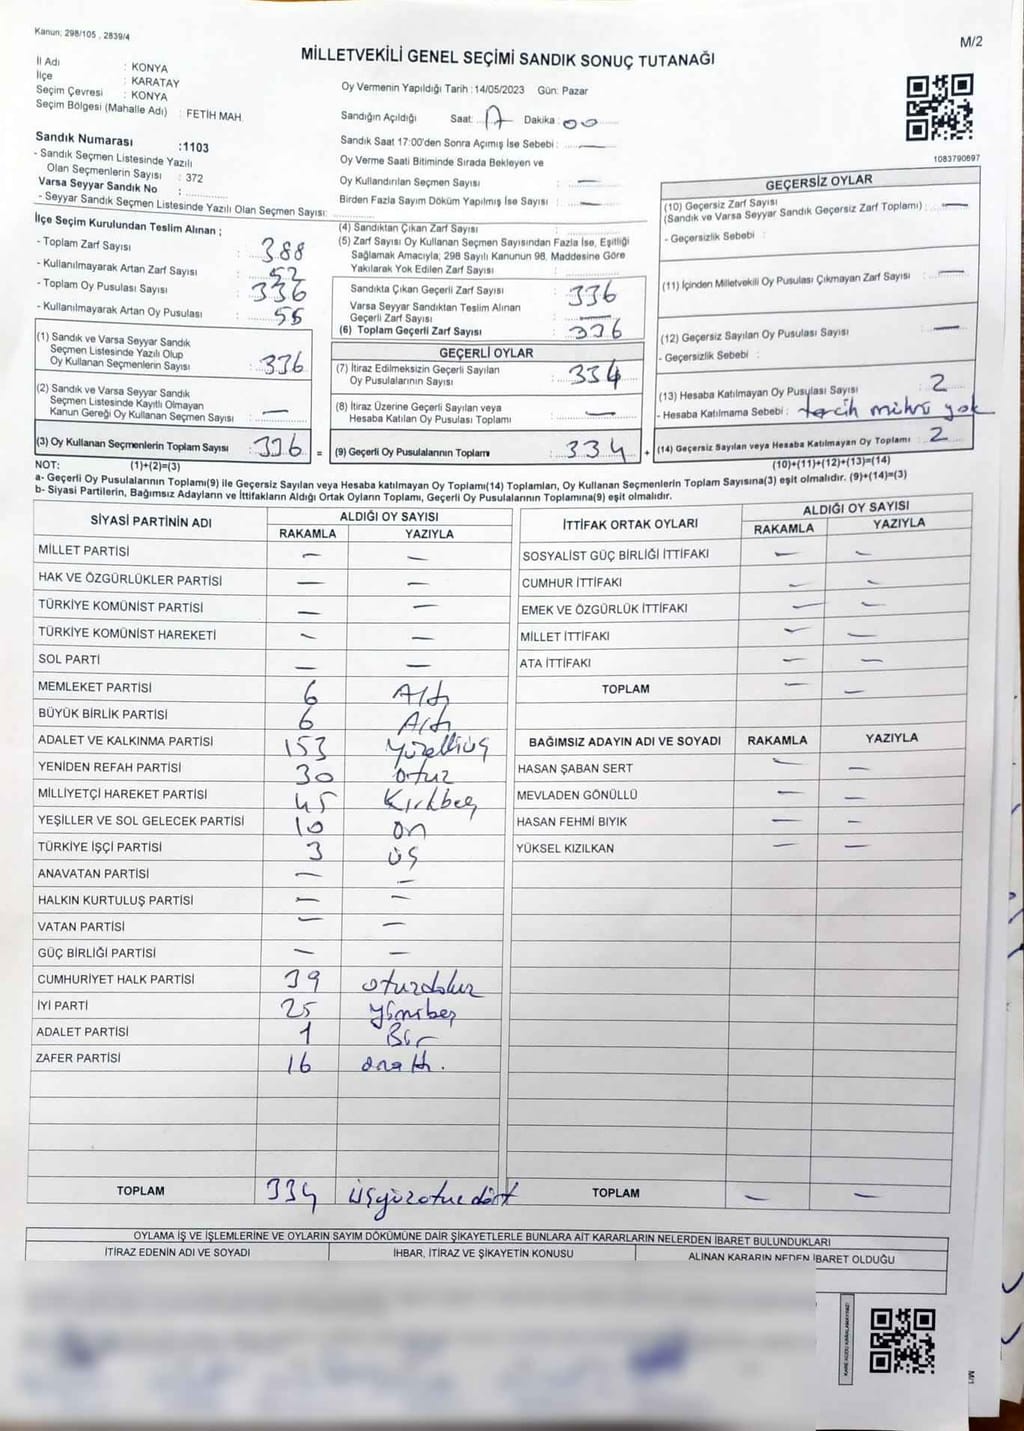 Kanun; 298/105 , 2839/4
M/2
MİLLETVEKİLİ GENEL SEÇİMİ SANDIK SONUÇ TUTANAĞI
İl Adı : KONYA
İlçe : KARATAY
Seçim Çevresi : KONYA
Seçim Bölgesi (Mahalle Adı) : FETİH MAH.
Sandık Numarası :1103
- Sandık Seçmen Listesinde Yazılı
Olan Seçmenlerin Sayısı : 372
Varsa Seyyar Sandık No :
- Seyyar Sandık Seçmen Listesinde Yazılı Olan Seçmen Sayısı:
Oy Vermenin Yapıldığı Tarih : 14/05/2023 Gün: Pazar
Sandığın Açıldığı Saat: Dakika : 00
Sandık Saat 17:00'den Sonra Açımış İse Sebebi : —
Oy Verme Saati Bitiminde Sırada Bekleyen ve
Oy Kullandırılan Seçmen Sayısı : —
Birden Fazla Sayım Döküm Yapılmış İse Sayısı : —
1083790697
İlçe Seçim Kurulundan Teslim Alınan ;
- Toplam Zarf Sayısı : 388
- Kullanılmayarak Artan Zarf Sayısı : 52
- Toplam Oy Pusulası Sayısı : 336
- Kullanılmayarak Artan Oy Pusulası :
(1) Sandık ve Varsa Seyyar Sandık
Seçmen Listesinde Yazılı Olup
Oy Kullanan Seçmenlerin Sayısı : 336
(2) Sandık ve Varsa Seyyar Sandık
Seçmen Listesinde Kayıtlı Olmayan
Kanun Gereği Oy Kullanan Seçmen Sayısı : —
(3) Oy Kullanan Seçmenlerin Toplam Sayısı : 336 =
(4) Sandıktan Çıkan Zarf Sayısı :
(5) Zarf Sayısı Oy Kullanan Seçmen Sayısından Fazla İse, Eşitliği
Sağlamak Amacıyla, 298 Sayılı Kanunun 98. Maddesine Göre
Yakılarak Yok Edilen Zarf Sayısı :
Sandıkta Çıkan Geçerli Zarf Sayısı : 336
Varsa Seyyar Sandıktan Teslim Alınan
Geçerli Zarf Sayısı : —
(6) Toplam Geçerli Zarf Sayısı : 336
GEÇERLİ OYLAR
(7) İtiraz Edilmeksizin Geçerli Sayılan
Oy Pusulalarının Sayısı : 334
(8) İtiraz Üzerine Geçerli Sayılan veya
Hesaba Katılan Oy Pusulaları Toplamı : —
(9) Geçerli Oy Pusulalarının Toplamı : 334 +
GEÇERSİZ OYLAR
(10) Geçersiz Zarf Sayısı
(Sandık ve Varsa Seyyar Sandık Geçersiz Zarf Toplamı) : —
- Geçersizlik Sebebi :
(11) İçinden Milletvekili Oy Pusulası Çıkmayan Zarf Sayısı : —
(12) Geçersiz Sayılan Oy Pusulası Sayısı : —
- Geçersizlik Sebebi :
(13) Hesaba Katılmayan Oy Pusulası Sayısı : 2
- Hesaba Katılmama Sebebi : tercih mührü yok
(14) Geçersiz Sayılan veya Hesaba Katılmayan Oy Toplamı : 2
NOT: (1)+(2)=(3) (10)+(11)+(12)+(13)=(14)
a- Geçerli Oy Pusulalarının Toplamı(9) ile Geçersiz Sayılan veya Hesaba katılmayan Oy Toplamı(14) Toplamları, Oy Kullanan Seçmenlerin Toplam Sayısına(3) eşit olmalıdır. (9)+(14)=(3)
b- Siyasi Partilerin, Bağımsız Adayların ve İttifakların Aldığı Ortak Oyların Toplamı, Geçerli Oy Pusulalarının Toplamına(9) eşit olmalıdır.
SİYASİ PARTİNİN ADI ALDIĞI OY SAYISI
RAKAMLA YAZIYLA
MİLLET PARTİSİ — —
HAK VE ÖZGÜRLÜKLER PARTİSİ — —
TÜRKİYE KOMÜNİST PARTİSİ — —
TÜRKİYE KOMÜNİST HAREKETİ — —
SOL PARTİ — —
MEMLEKET PARTİSİ 6 Altı
BÜYÜK BİRLİK PARTİSİ 6 Altı
ADALET VE KALKINMA PARTİSİ 153 yüzelliüç
YENİDEN REFAH PARTİSİ 30 otuz
MİLLİYETÇİ HAREKET PARTİSİ 45 Kırkbeş
YEŞİLLER VE SOL GELECEK PARTİSİ 10 on
TÜRKİYE İŞÇİ PARTİSİ 3 üç
ANAVATAN PARTİSİ — —
HALKIN KURTULUŞ PARTİSİ — —
VATAN PARTİSİ — —
GÜÇ BİRLİĞİ PARTİSİ — —
CUMHURİYET HALK PARTİSİ 39 otuzdokuz
İYİ PARTİ 25 yirmibeş
ADALET PARTİSİ 1 Bir
ZAFER PARTİSİ 16 onaltı.
TOPLAM 334 üçyüzotuzdört
İTTİFAK ORTAK OYLARI ALDIĞI OY SAYISI
RAKAMLA YAZIYLA
SOSYALİST GÜÇ BİRLİĞİ İTTİFAKI — —
CUMHUR İTTİFAKI — —
EMEK VE ÖZGÜRLÜK İTTİFAKI — —
MİLLET İTTİFAKI — —
ATA İTTİFAKI — —
TOPLAM — —
BAĞIMSIZ ADAYIN ADI VE SOYADI RAKAMLA YAZIYLA
HASAN ŞABAN SERT — —
MEVLADEN GÖNÜLLÜ — —
HASAN FEHMİ BIYIK — —
YÜKSEL KIZILKAN — —
TOPLAM — —
OYLAMA İŞ VE İŞLEMLERİNE VE OYLARIN SAYIM DÖKÜMÜNE DAİR ŞİKAYETLERLE BUNLARA AİT KARARLARIN NELERDEN İBARET BULUNDUKLARI
İTİRAZ EDENİN ADI VE SOYADI İHBAR, İTİRAZ VE ŞİKAYETİN KONUSU ALINAN KARARIN NEDEN İBARET OLDUĞU
M/1